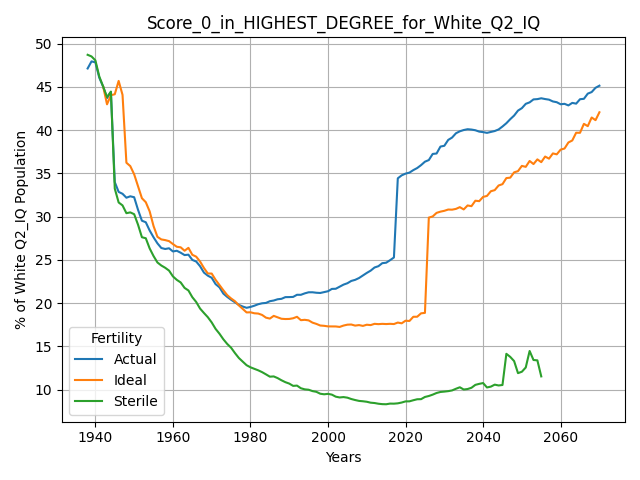 Score_0_in_HIGHEST_DEGREE_for_White_Q2_IQ
% of White Q2_IQ Population
50
45
40
35
30
25
20
15
10
Fertility
Actual
Ideal
Sterile
1940 1960 1980 2000 2020 2040 2060
Years